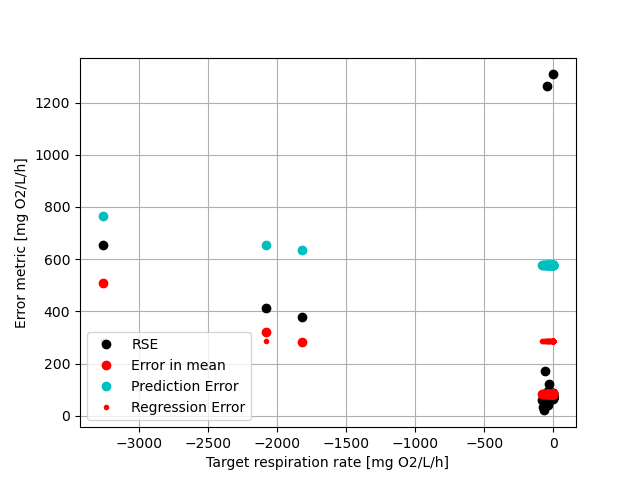 1200
1000
800
600
400
200
0
Error metric [mg O2/L/h]
RSE
Error in mean
Prediction Error
Regression Error
−3000 −2500 −2000 −1500 −1000 −500 0
Target respiration rate [mg O2/L/h]